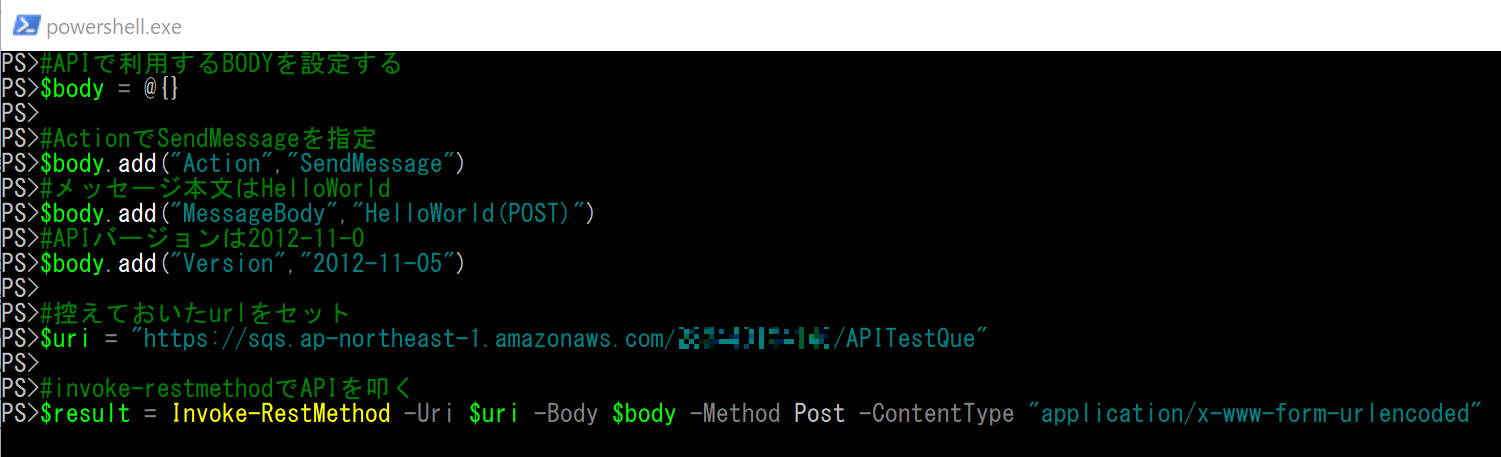 powershell.exe
PS>#APIで利用するBODYを設定する
PS>$body = @{}
PS>
PS>#ActionでSendMessageを指定
PS>$body.add("Action","SendMessage")
PS>#メッセージ本文はHelloWorld
PS>$body.add("MessageBody","HelloWorld(POST)")
PS>#APIバージョンは2012-11-0
PS>$body.add("Version","2012-11-05")
PS>
PS>#控えておいたurlをセット
PS>$uri = "https://sqs.ap-northeast-1.amazonaws.com/ /APITestQue"
PS>
PS>#invoke-restmethodでAPIを叩く
PS>$result = Invoke-RestMethod -Uri $uri -Body $body -Method Post -ContentType "application/x-www-form-urlencoded"